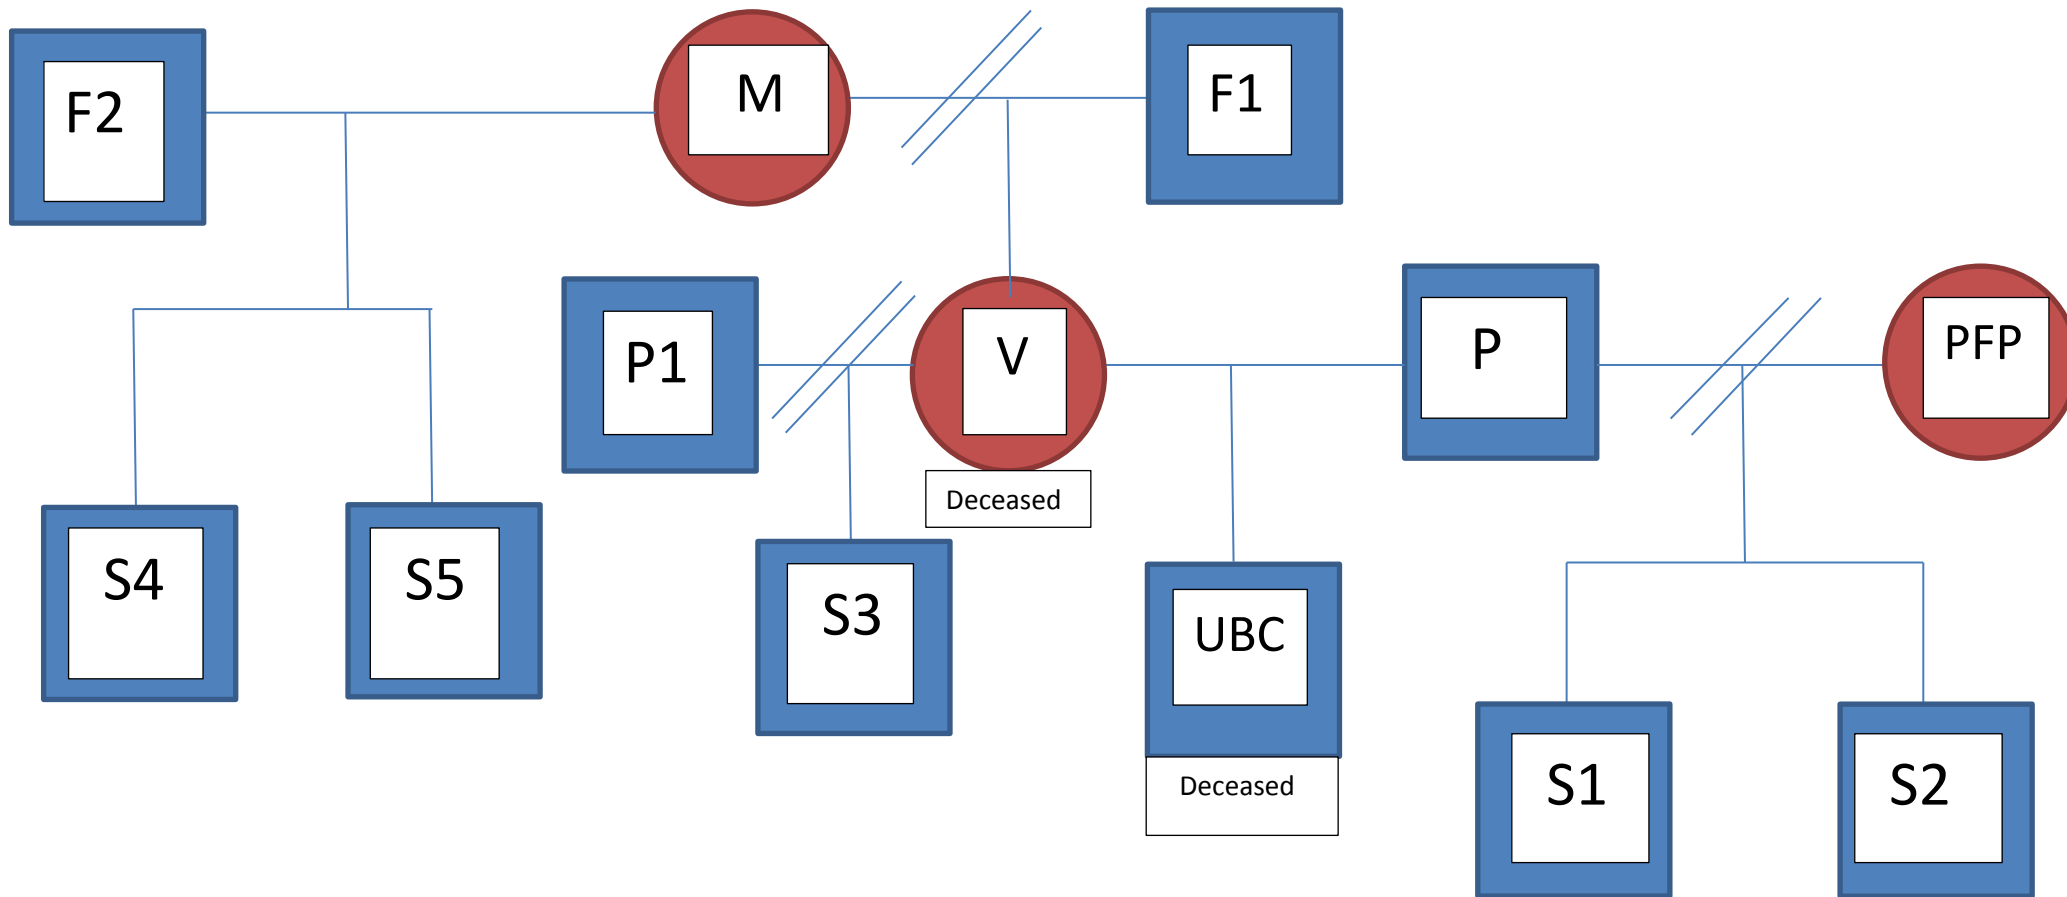 F2
M
F1
P1
V
P
PFP
Deceased
S4
S5
S3
UBC
Deceased
S1
S2